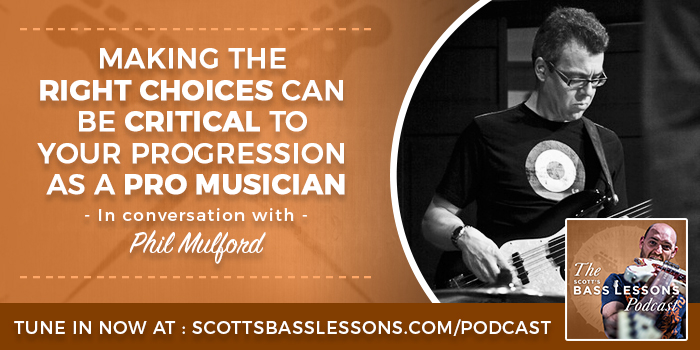 MAKING THE
RIGHT CHOICES CAN
BE CRITICAL TO
YOUR PROGRESSION
AS A PRO MUSICIAN
- In conversation with -
Phil Mulford
The
SCOTT'S
BASS LESSONS
Podcast
TUNE IN NOW AT : SCOTTSBASSLESSONS.COM/PODCAST